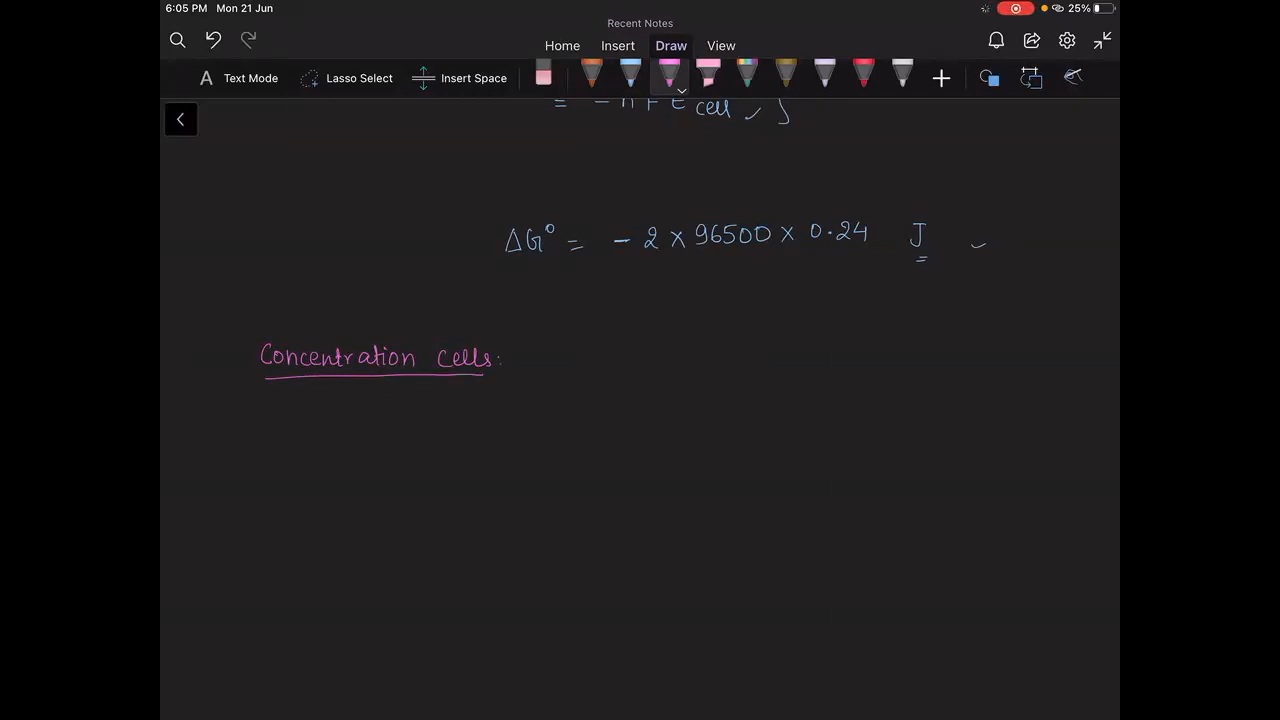 6:05 PM Mon 21 Jun
25%
Recent Notes
Home Insert Draw View
A Text Mode Lasso Select Insert Space
= - n F E cell , J
ΔG° = - 2 × 96500 × 0.24 J
Concentration Cells: